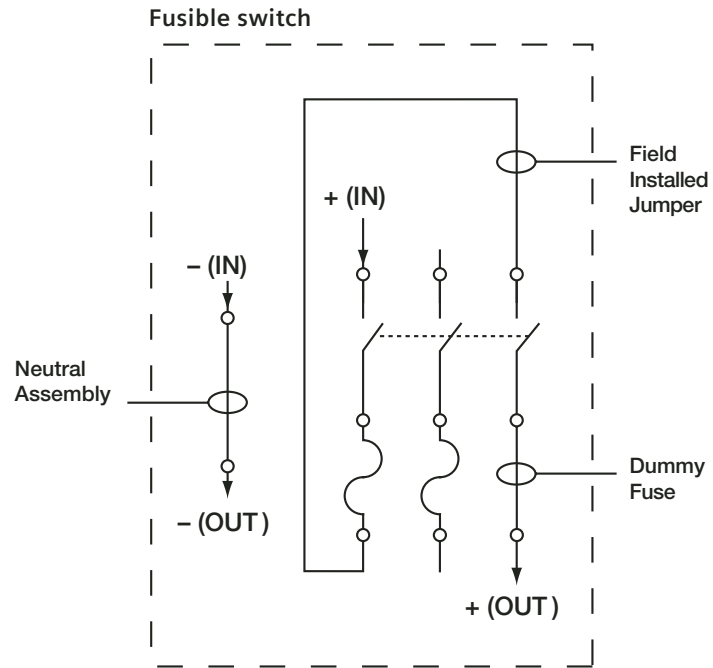 Fusible switch
Field
Installed
Jumper
+ (IN)
– (IN)
Neutral
Assembly
Dummy
Fuse
– (OUT)
+ (OUT)